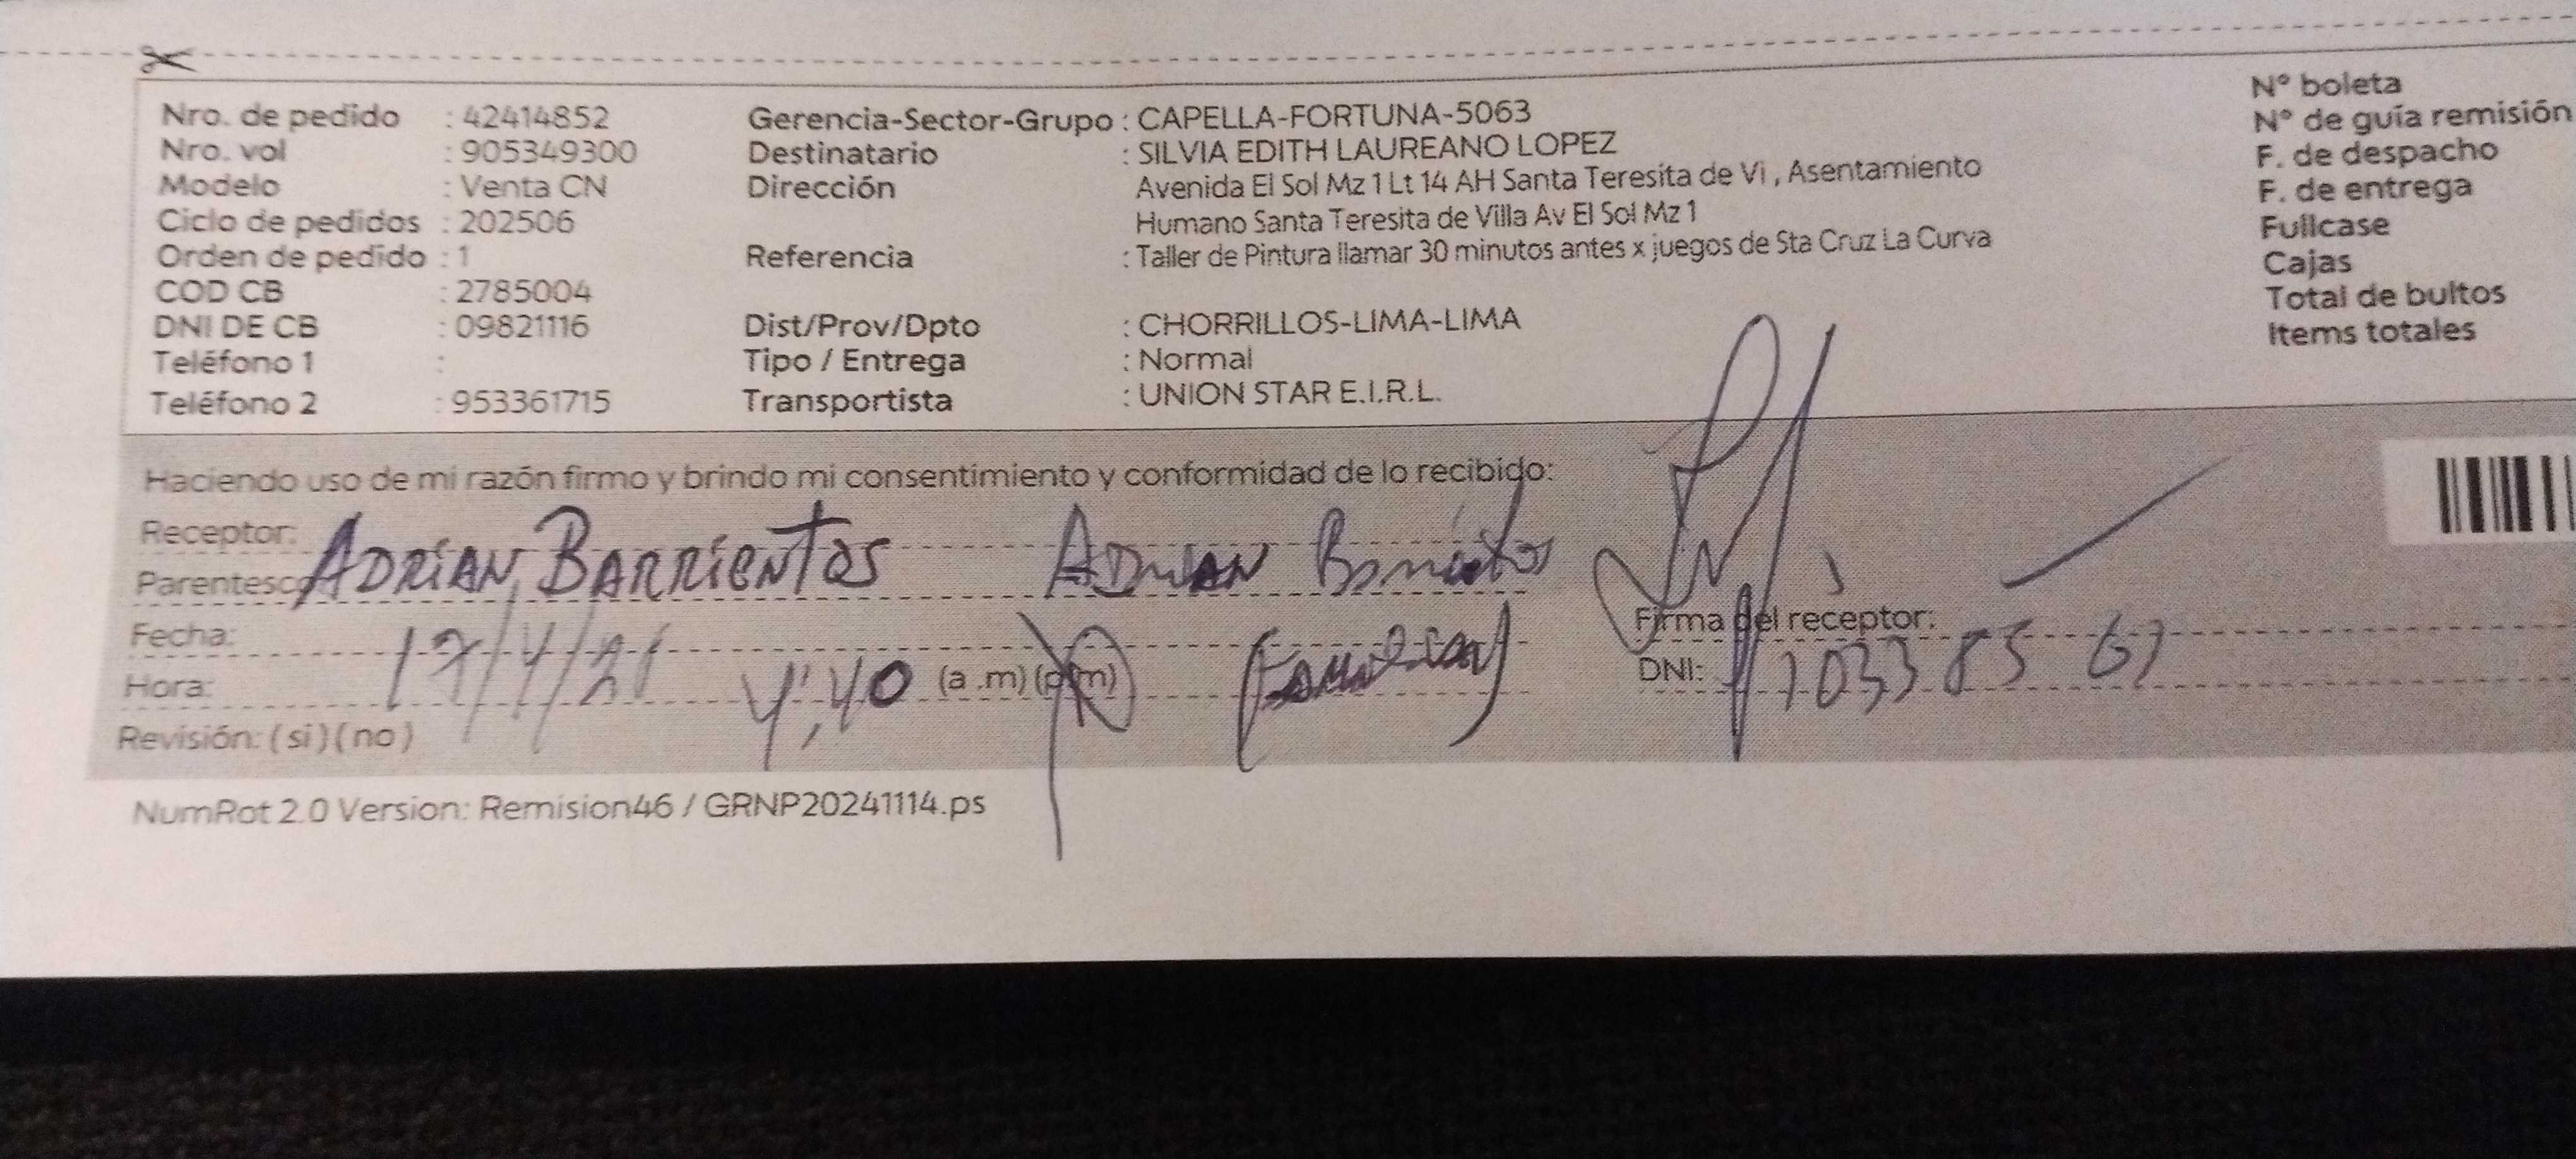 Nro. de pedido : 42414852 Gerencia-Sector-Grupo : CAPELLA-FORTUNA-5063 N° boleta
Nro. vol : 905349300 Destinatario : SILVIA EDITH LAUREANO LOPEZ N° de guía remisión
Modelo : Venta CN Dirección Avenida El Sol Mz 1 Lt 14 AH Santa Teresita de Vi , Asentamiento F. de despacho
Ciclo de pedidos : 202506 Humano Santa Teresita de Villa Av El Sol Mz 1 F. de entrega
Orden de pedido : 1 Referencia : Taller de Pintura llamar 30 minutos antes x juegos de Sta Cruz La Curva Fullcase
COD CB : 2785004 Cajas
DNI DE CB : 09821116 Dist/Prov/Dpto : CHORRILLOS-LIMA-LIMA Total de bultos
Teléfono 1 : Tipo / Entrega : Normal Items totales
Teléfono 2 : 953361715 Transportista : UNION STAR E.I.R.L.
Haciendo uso de mi razón firmo y brindo mi consentimiento y conformidad de lo recibido:
Receptor:
Parentesco ADRIAN BARRIENTOS ADRIAN Barrientos
Fecha: Firma del receptor:
Hora: 4:40 (a .m) (p.m) DNI:
Revisión: ( si ) ( no )
NumRot 2.0 Version: Remision46 / GRNP20241114.ps